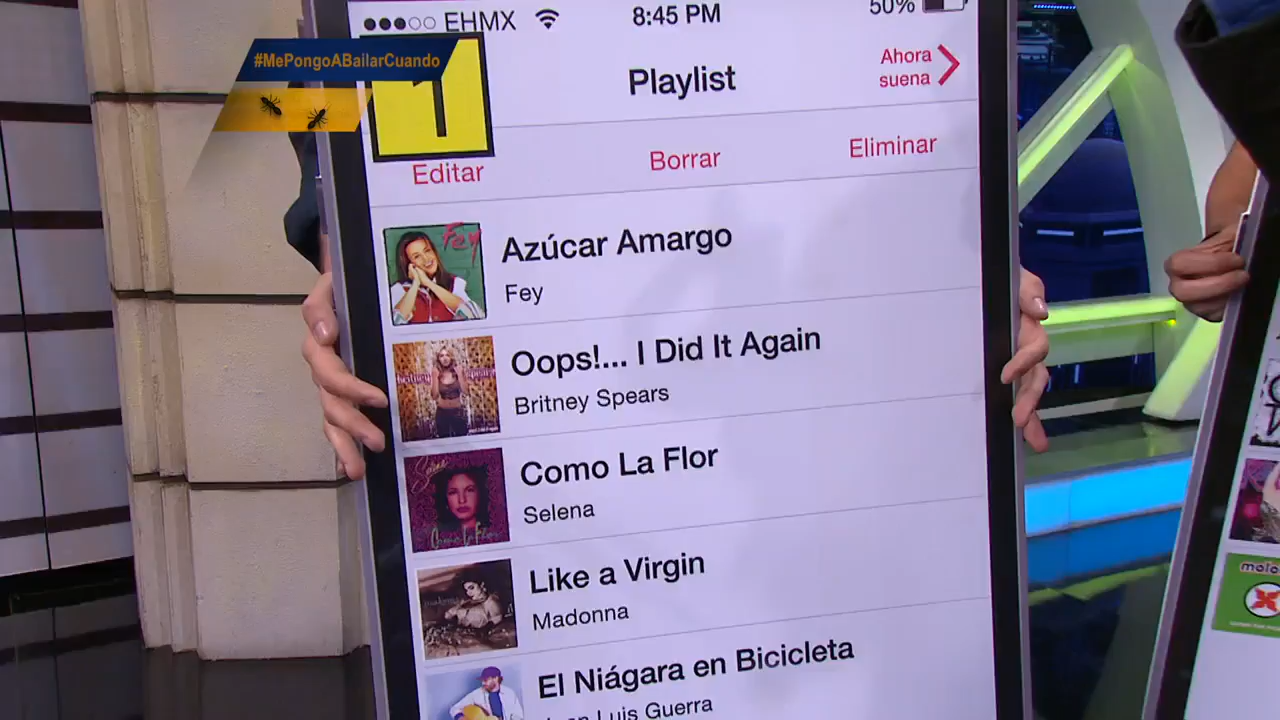 EHMX 8:45 PM 50%
#MePongoABailarCuando
1
Playlist
Ahora
suena
Editar Borrar Eliminar
Azúcar Amargo
Fey
Fey
Oops!... I Did It Again
Britney Spears
Como La Flor
Selena
Like a Virgin
Madonna
El Niágara en Bicicleta
Juan Luis Guerra